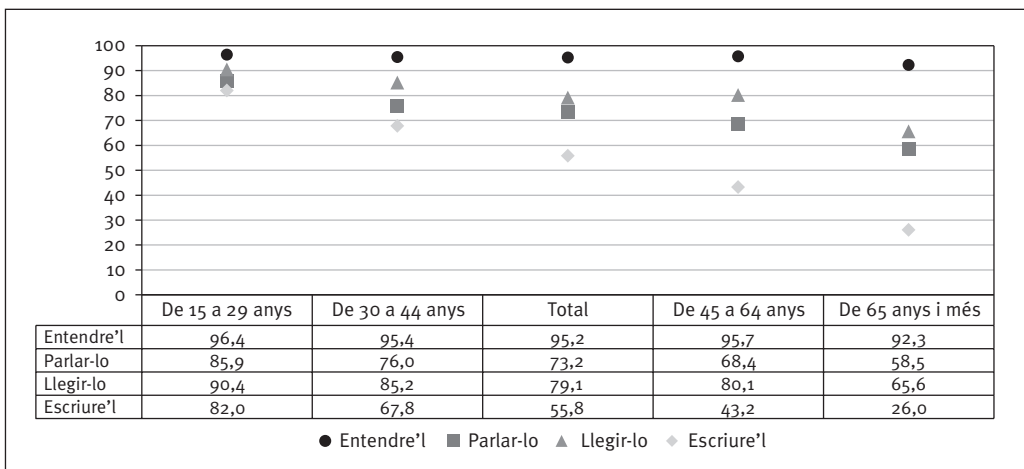 100
90
80
70
60
50
40
30
20
10
0
De 15 a 29 anys De 30 a 44 anys Total De 45 a 64 anys De 65 anys i més
Entendre’l 96,4 95,4 95,2 95,7 92,3
Parlar-lo 85,9 76,0 73,2 68,4 58,5
Llegir-lo 90,4 85,2 79,1 80,1 65,6
Escriure’l 82,0 67,8 55,8 43,2 26,0
Entendre’l Parlar-lo Llegir-lo Escriure’l